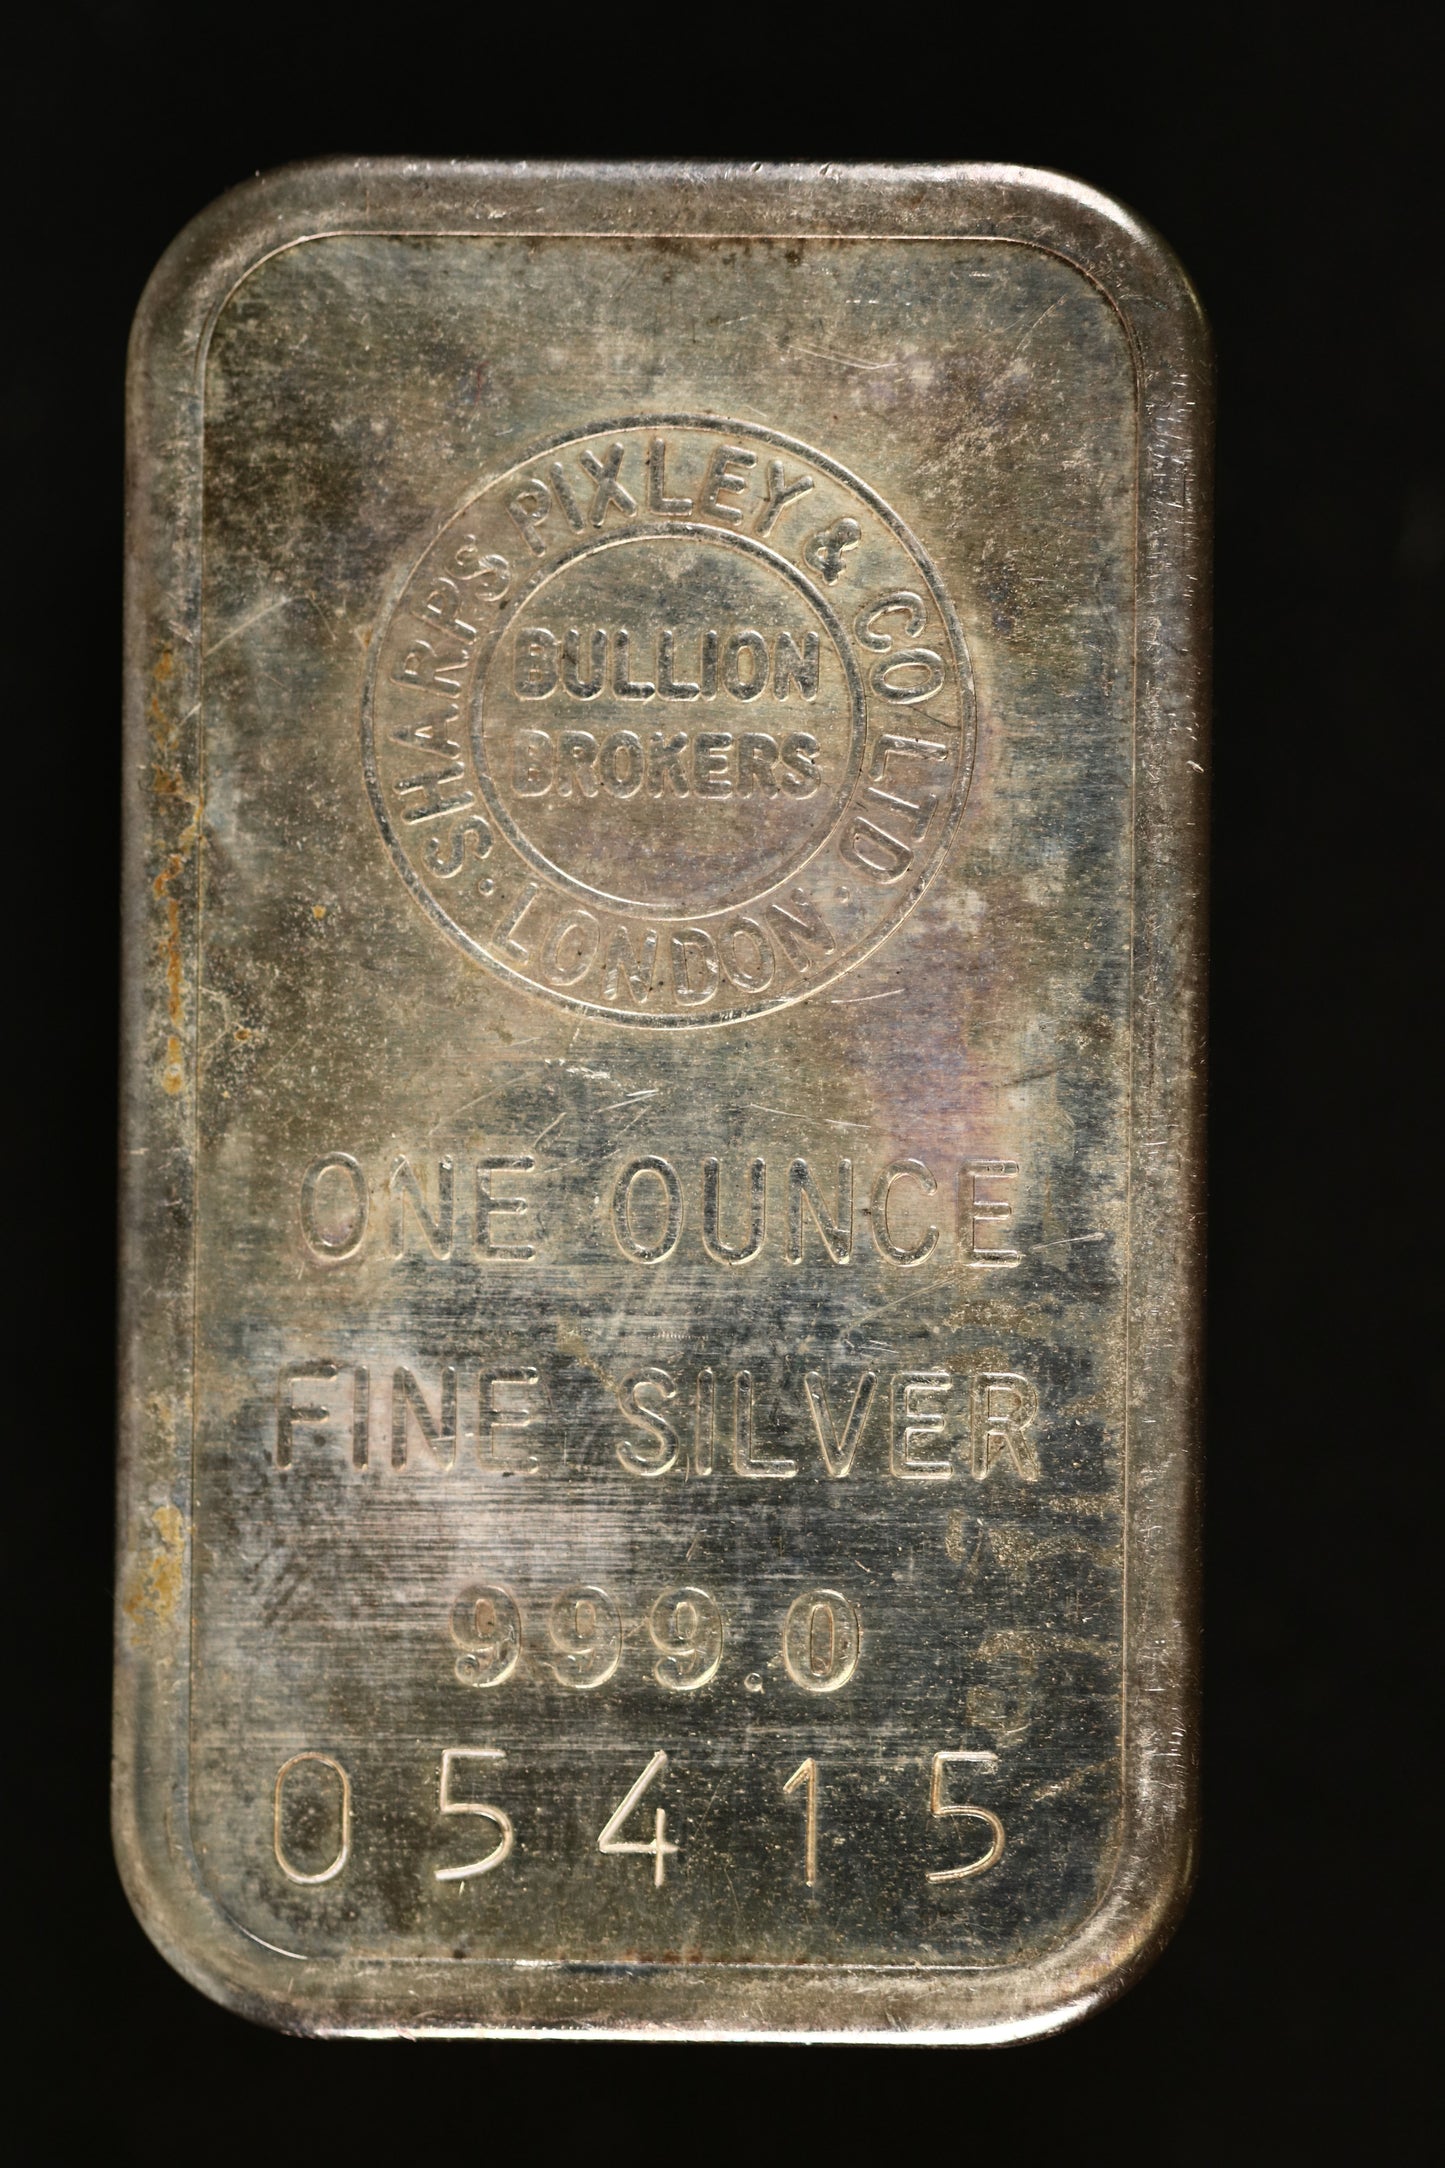 SHARPS PIXLEY & CO LTD
· LONDON ·
BULLION
BROKERS
ONE OUNCE
FINE SILVER
999.0
05415